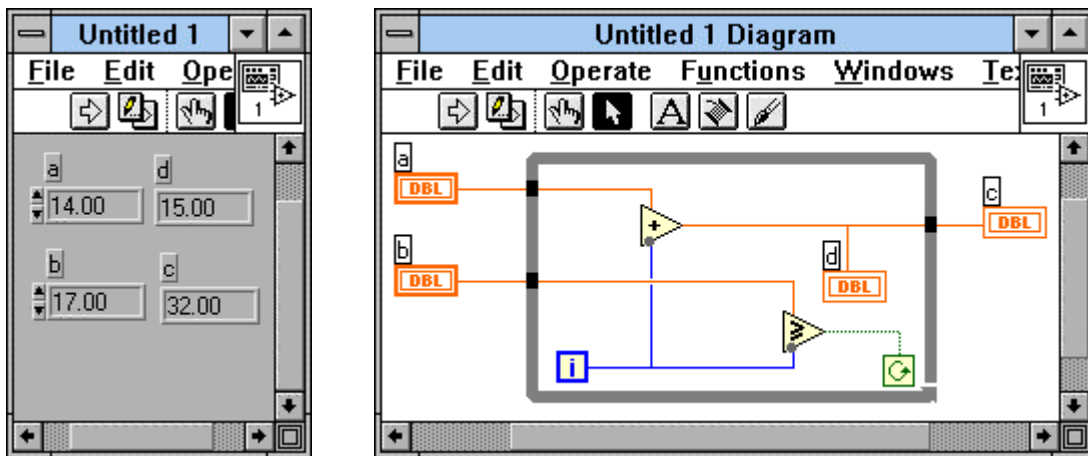 Untitled 1
File Edit Ope
1
a d
14.00 15.00
b c
17.00 32.00
Untitled 1 Diagram
File Edit Operate Functions Windows Te
1
A
a
DBL
c
DBL
b
DBL
d
DBL
+
≥
i